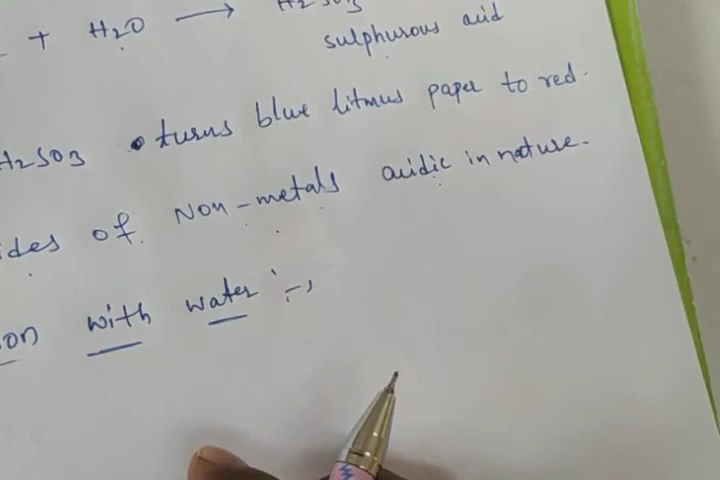 + H2O → H2SO3
sulphurous acid
H2SO3 turns blue litmus paper to red.
ides of Non-metals acidic in nature.
on with water :-,